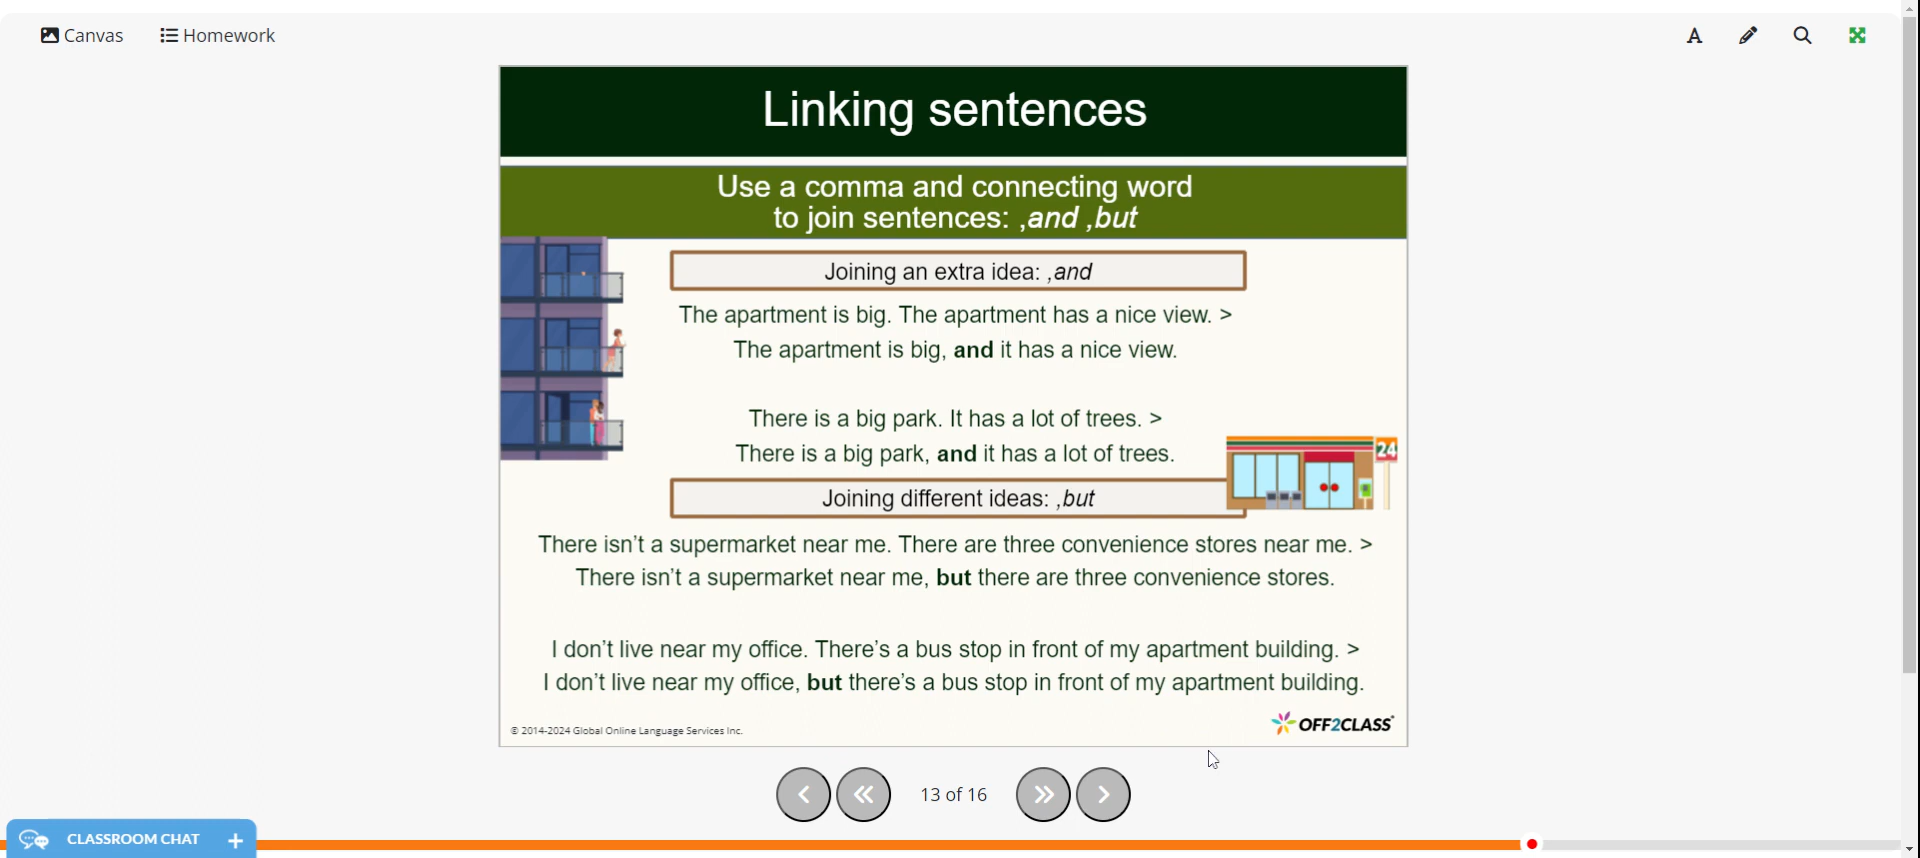 Canvas
Homework
A
Linking sentences
Use a comma and connecting word
to join sentences: ,and ,but
Joining an extra idea: ,and
The apartment is big. The apartment has a nice view. >
The apartment is big, and it has a nice view.
There is a big park. It has a lot of trees. >
There is a big park, and it has a lot of trees.
24
Joining different ideas: ,but
There isn't a supermarket near me. There are three convenience stores near me. >
There isn't a supermarket near me, but there are three convenience stores.
I don't live near my office. There's a bus stop in front of my apartment building. >
I don't live near my office, but there's a bus stop in front of my apartment building.
© 2014-2024 Global Online Language Services Inc.
OFF2CLASS
13 of 16
CLASSROOM CHAT +